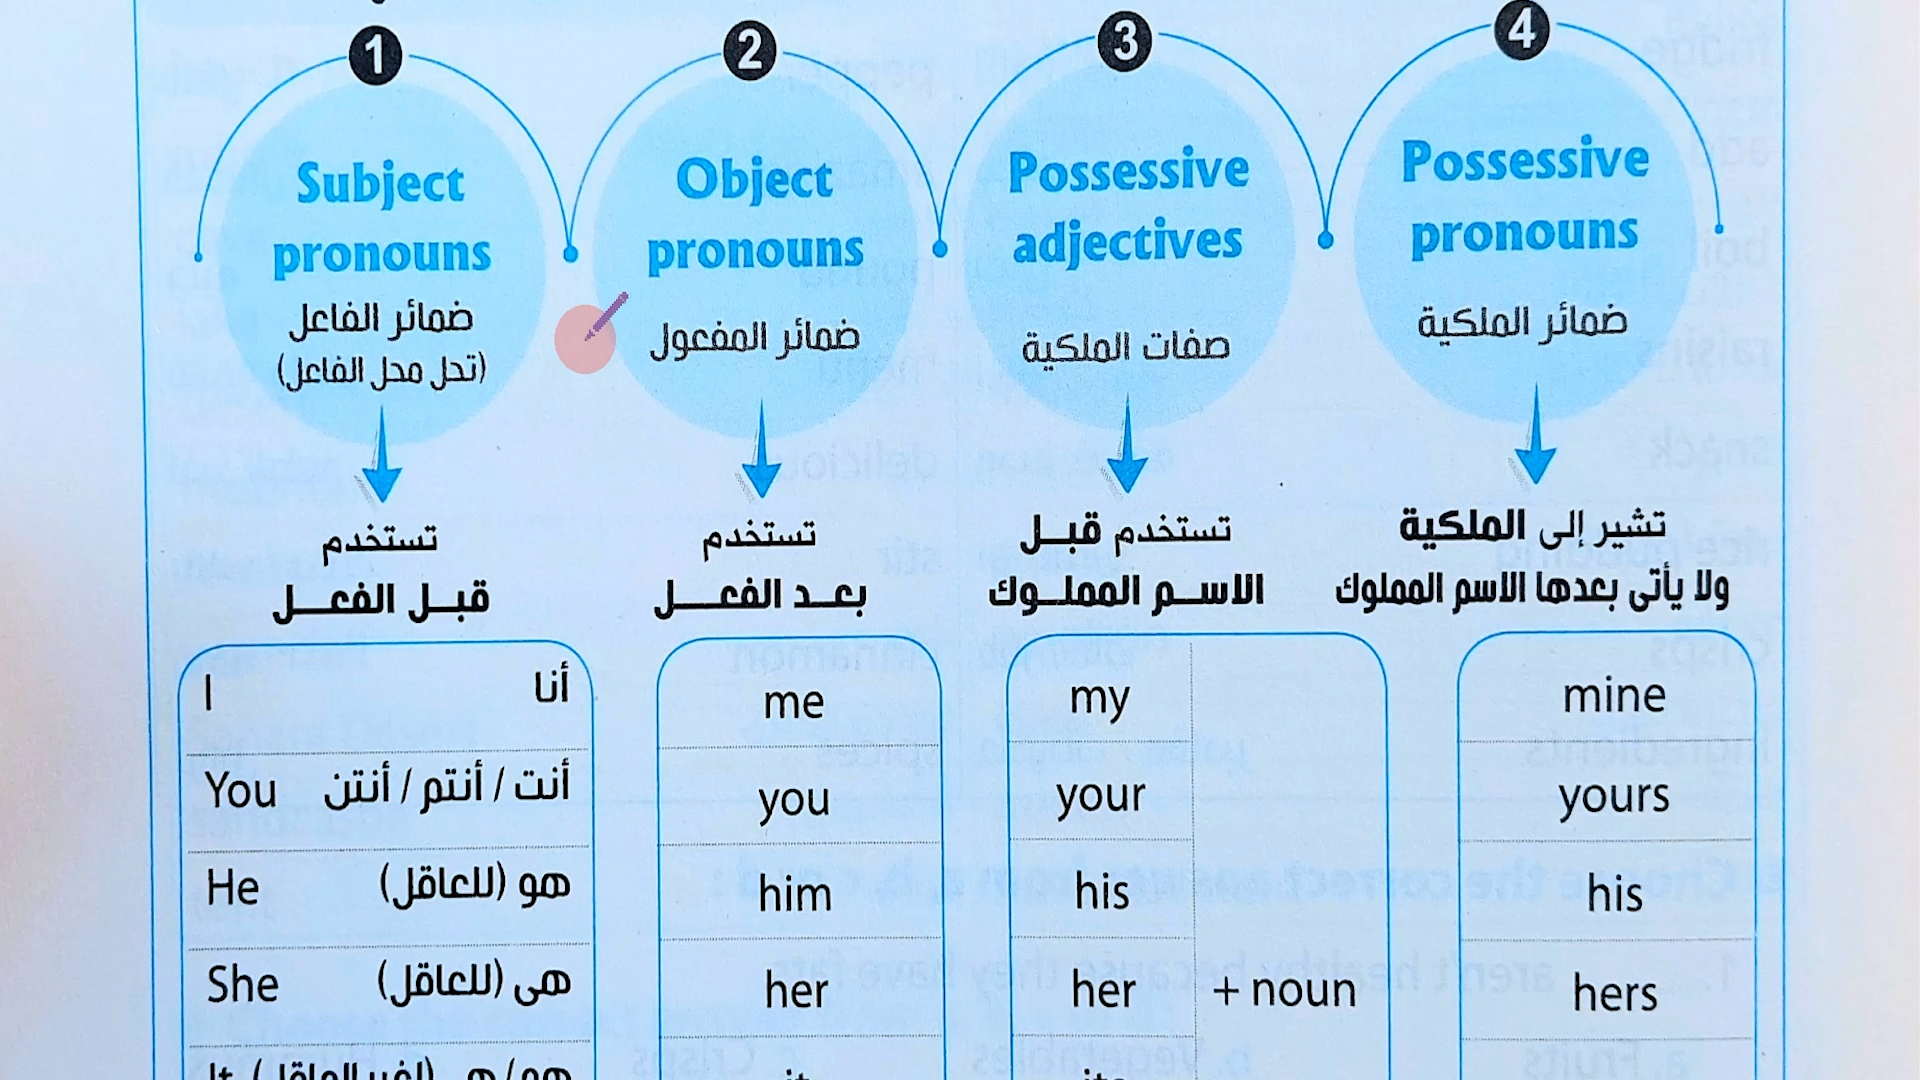 1
2
3
4
Subject
pronouns
ضمائر الفاعل
(تحل محل الفاعل)
Object
pronouns
ضمائر المفعول
Possessive
adjectives
صفات الملكية
Possessive
pronouns
ضمائر الملكية
تستخدم
قبل الفعل
تستخدم
بعد الفعل
تستخدم قبل
الاسم المملوك
تشير إلى الملكية
ولا يأتى بعدها الاسم المملوك
I أنا
me
my
mine
You أنت / أنتم / أنتن
you
your
yours
He هو (للعاقل)
him
his
his
She هى (للعاقل)
her
her + noun
hers